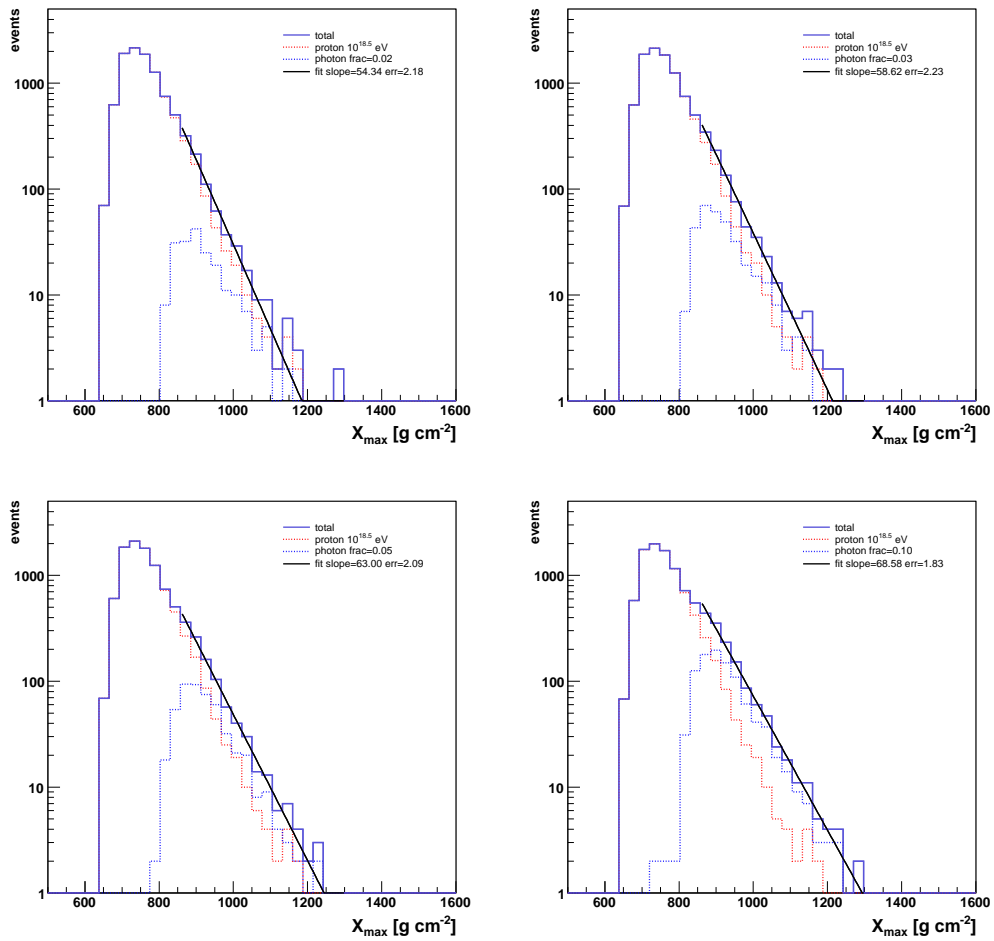 events
total
proton 10^18.5 eV
photon frac=0.02
fit slope=54.34 err=2.18
1000
100
10
1
600 800 1000 1200 1400 1600
X_max [g cm^-2]
events
total
proton 10^18.5 eV
photon frac=0.03
fit slope=58.62 err=2.23
1000
100
10
1
600 800 1000 1200 1400 1600
X_max [g cm^-2]
events
total
proton 10^18.5 eV
photon frac=0.05
fit slope=63.00 err=2.09
1000
100
10
1
600 800 1000 1200 1400 1600
X_max [g cm^-2]
events
total
proton 10^18.5 eV
photon frac=0.10
fit slope=68.58 err=1.83
1000
100
10
1
600 800 1000 1200 1400 1600
X_max [g cm^-2]